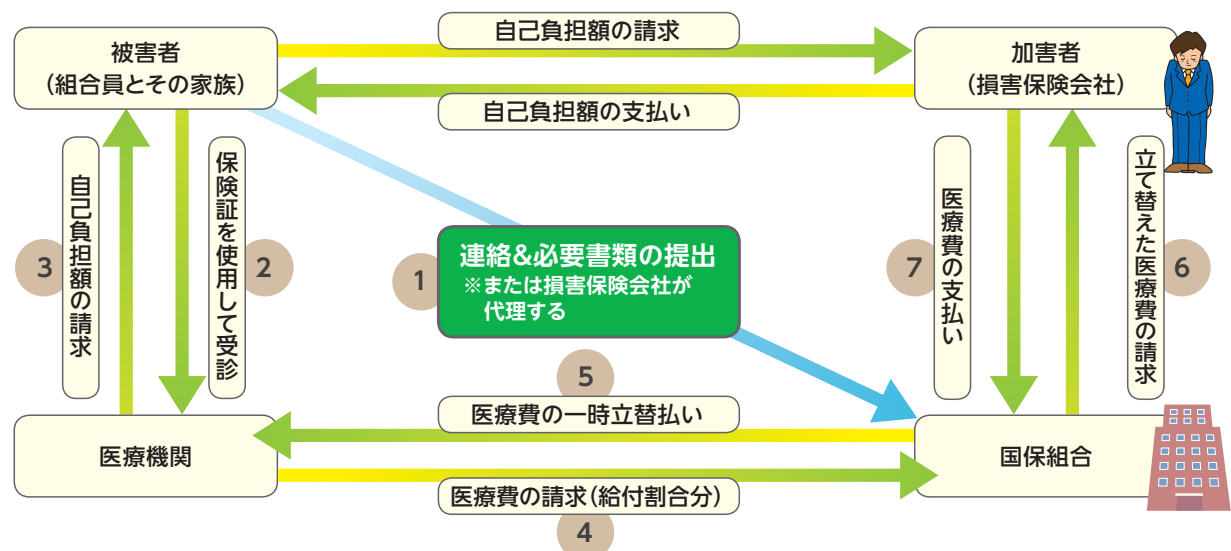 自己負担額の請求
被害者
(組合員とその家族)
加害者
(損害保険会社)
自己負担額の支払い
3
自己負担額の請求
保険証を使用して受診
2
1
連絡&必要書類の提出
※または損害保険会社が
代理する
7
医療費の支払い
立て替えた医療費の請求
6
5
医療費の一時立替払い
医療機関
国保組合
医療費の請求(給付割合分)
4